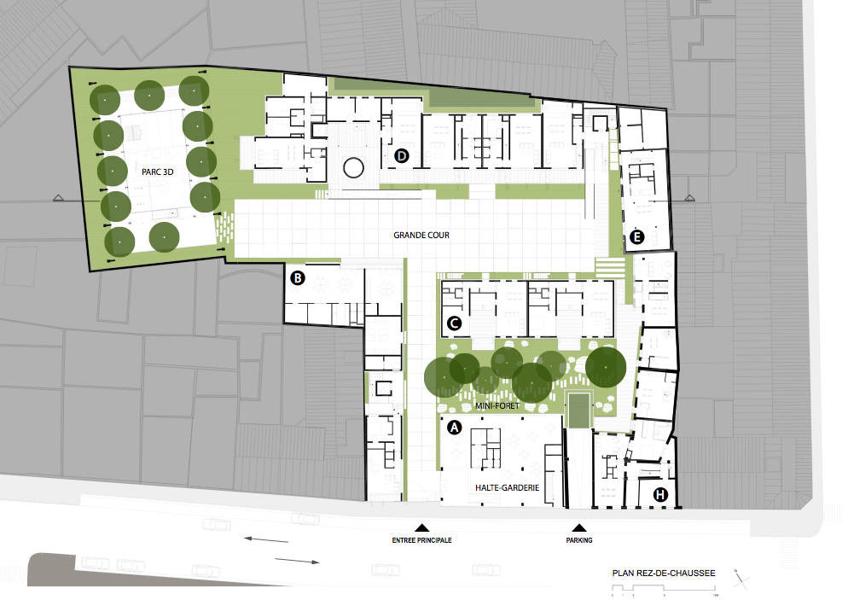 PARC 3D
D
E
GRANDE COUR
B
C
MINI-FORET
A
HALTE-GARDERIE
H
ENTREE PRINCIPALE
PARKING
PLAN REZ-DE-CHAUSSEE